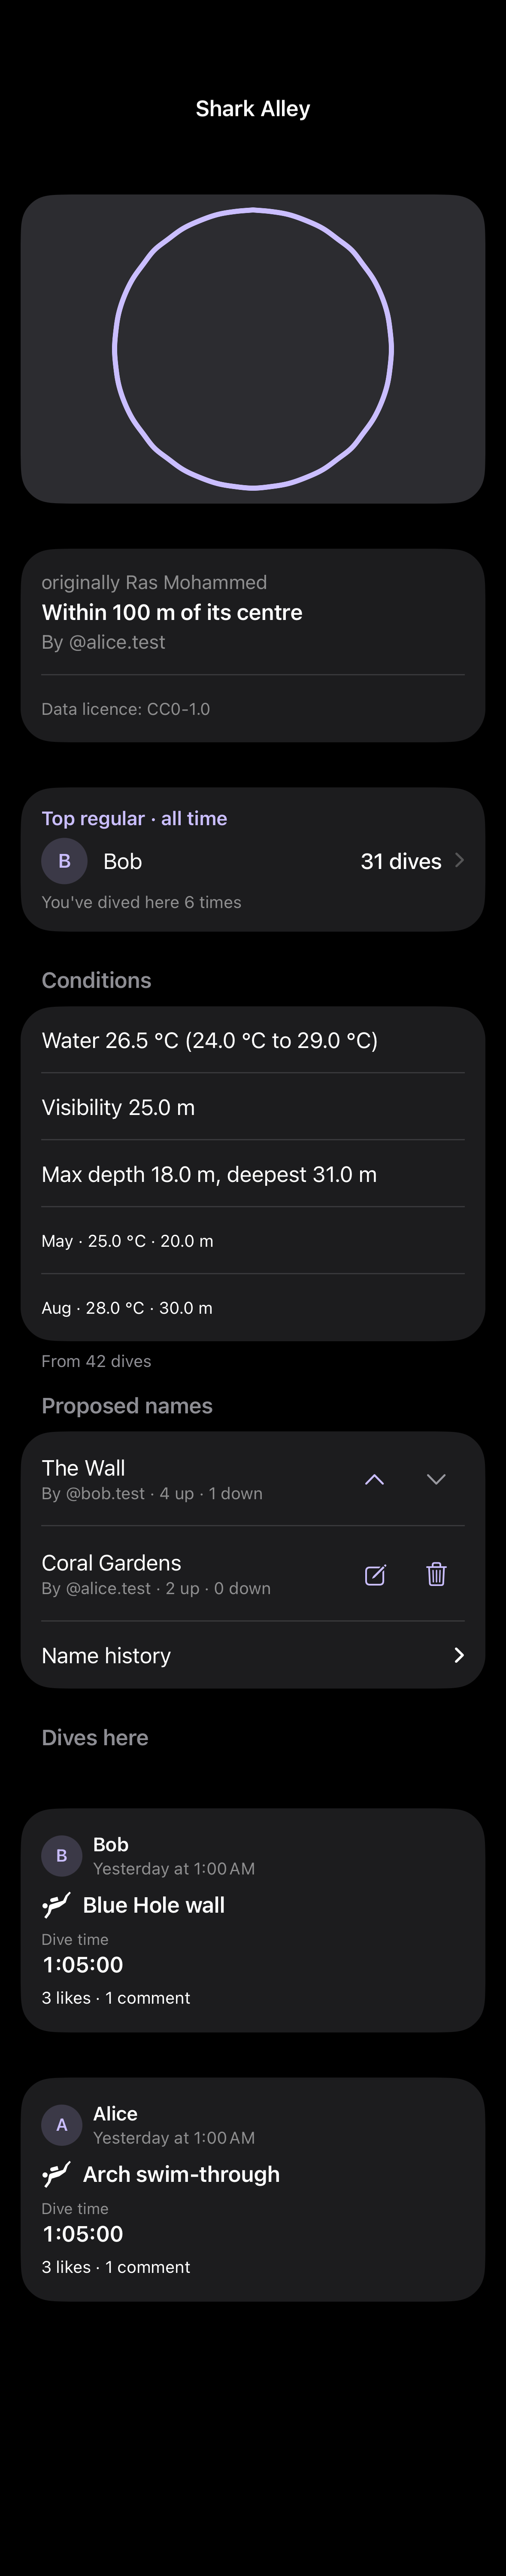 Shark Alley
originally Ras Mohammed
Within 100 m of its centre
By @alice.test
Data licence: CC0-1.0
Top regular · all time
B
Bob
31 dives
You've dived here 6 times
Conditions
Water 26.5 °C (24.0 °C to 29.0 °C)
Visibility 25.0 m
Max depth 18.0 m, deepest 31.0 m
May · 25.0 °C · 20.0 m
Aug · 28.0 °C · 30.0 m
From 42 dives
Proposed names
The Wall
By @bob.test · 4 up · 1 down
Coral Gardens
By @alice.test · 2 up · 0 down
Name history
Dives here
B
Bob
Yesterday at 1:00 AM
Blue Hole wall
Dive time
1:05:00
3 likes · 1 comment
A
Alice
Yesterday at 1:00 AM
Arch swim-through
Dive time
1:05:00
3 likes · 1 comment